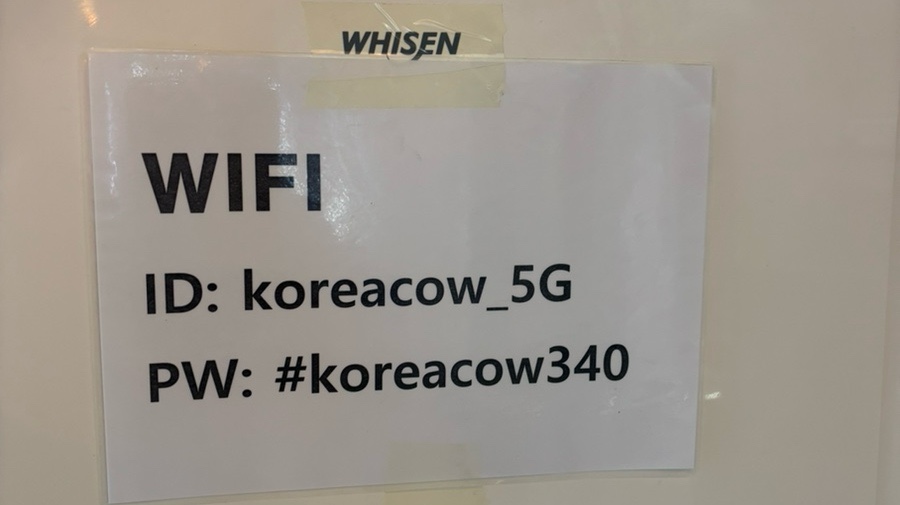 WHISEN
WIFI
ID: koreacow_5G
PW: #koreacow340